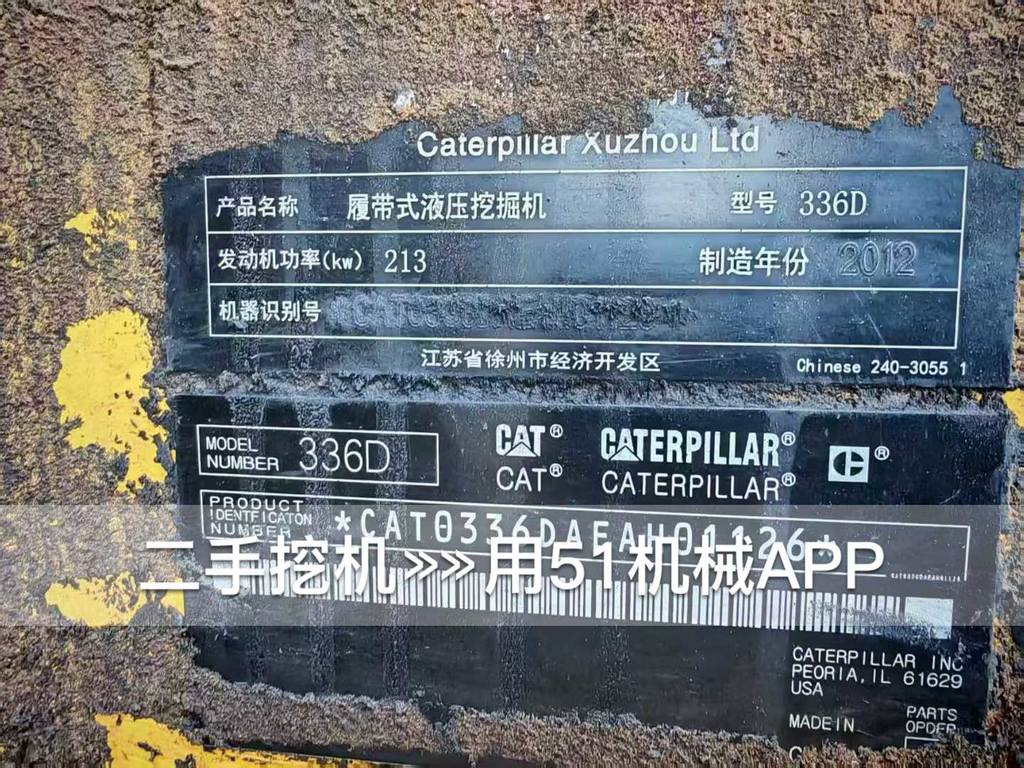 Caterpillar Xuzhou Ltd
产品名称 履带式液压挖掘机 型号 336D
发动机功率(kw) 213 制造年份 2012
机器识别号
江苏省徐州市经济开发区 Chinese 240-3055 1
MODEL NUMBER 336D
CAT® CATERPILLAR® ®
CAT® CATERPILLAR®
PRODUCT IDENTIFICATON NUMBER *CAT0336DAEAH01126*
二手挖机»»用51机械APP
CATERPILLAR INC
PEORIA, IL 61629
USA
MADE IN PARTS